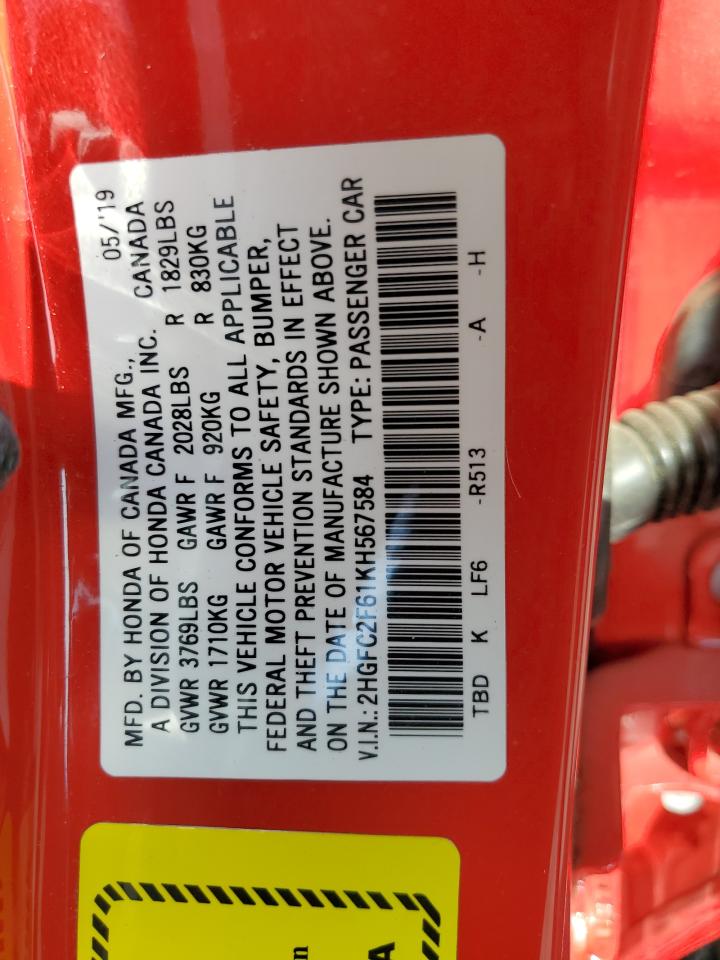 MFD. BY HONDA OF CANADA MFG., 05/'19
A DIVISION OF HONDA CANADA INC. CANADA
GVWR 3769LBS GAWR F 2028LBS R 1829LBS
GVWR 1710KG GAWR F 920KG R 830KG
THIS VEHICLE CONFORMS TO ALL APPLICABLE
FEDERAL MOTOR VEHICLE SAFETY, BUMPER,
AND THEFT PREVENTION STANDARDS IN EFFECT
ON THE DATE OF MANUFACTURE SHOWN ABOVE.
V.I.N.: 2HGFC2F61KH567584 TYPE: PASSENGER CAR
TBD K LF6 -R513 -A -H